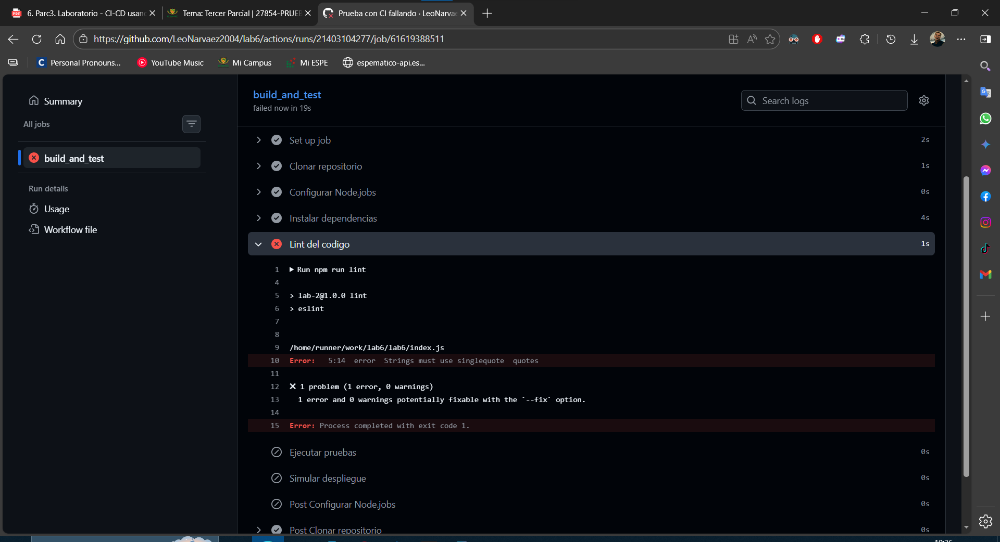 6. Parc3. Laboratorio - CI-CD usan
Tema: Tercer Parcial | 27854-PRUEB
Prueba con CI fallando · LeoNarvae
https://github.com/LeoNarvaez2004/lab6/actions/runs/21403104277/job/61619388511
Personal Pronouns...
YouTube Music
Mi Campus
Mi ESPE
espematico-api.es...
Summary
All jobs
build_and_test
Run details
Usage
Workflow file
build_and_test
failed now in 19s
Search logs
Set up job 2s
Clonar repositorio 1s
Configurar Node.jobs 0s
Instalar dependencias 4s
Lint del codigo 1s
1 Run npm run lint
4
5 > lab-2@1.0.0 lint
6 > eslint
7
8
9 /home/runner/work/lab6/lab6/index.js
10 Error: 5:14 error Strings must use singlequote quotes
11
12 ✕ 1 problem (1 error, 0 warnings)
13 1 error and 0 warnings potentially fixable with the `--fix` option.
14
15 Error: Process completed with exit code 1.
Ejecutar pruebas 0s
Simular despliegue 0s
Post Configurar Node.jobs 0s
Post Clonar repositorio 0s